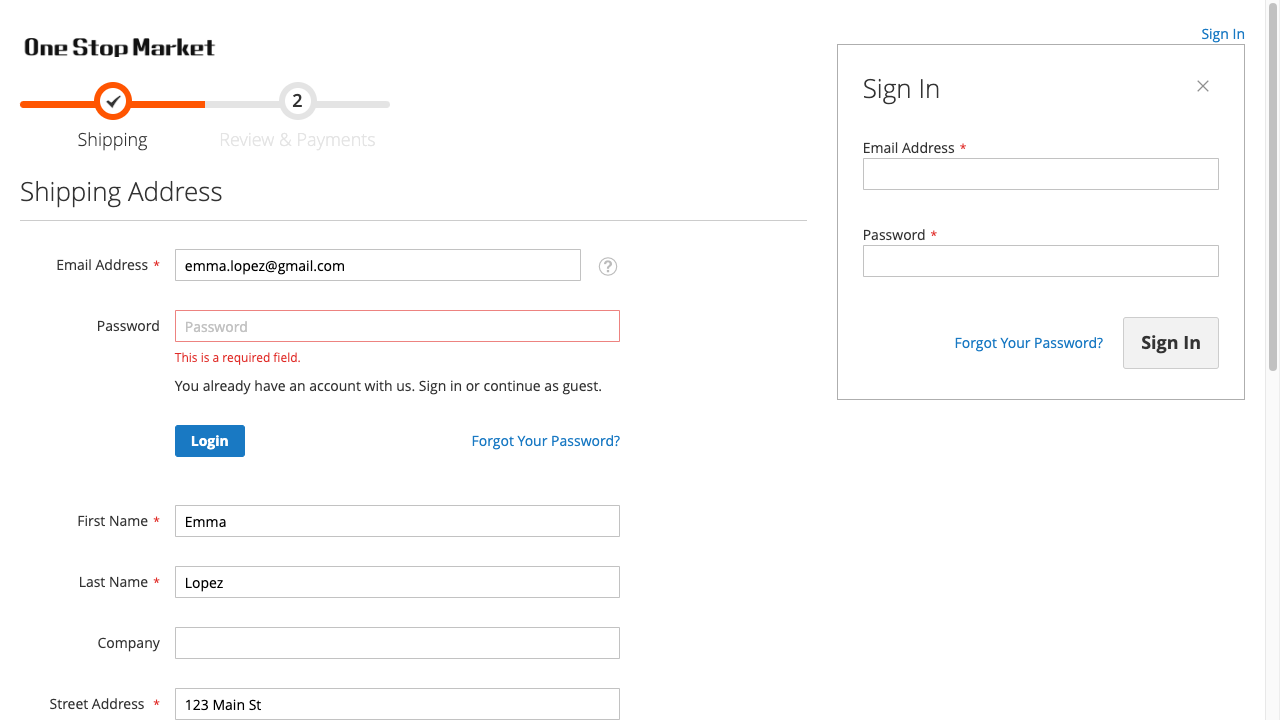 One Stop Market
Sign In
Shipping
2
Review & Payments
Shipping Address
Email Address *
emma.lopez@gmail.com
?
Password
Password
This is a required field.
You already have an account with us. Sign in or continue as guest.
Login
Forgot Your Password?
First Name *
Emma
Last Name *
Lopez
Company
Street Address *
123 Main St
Sign In
Email Address *
Password *
Forgot Your Password?
Sign In